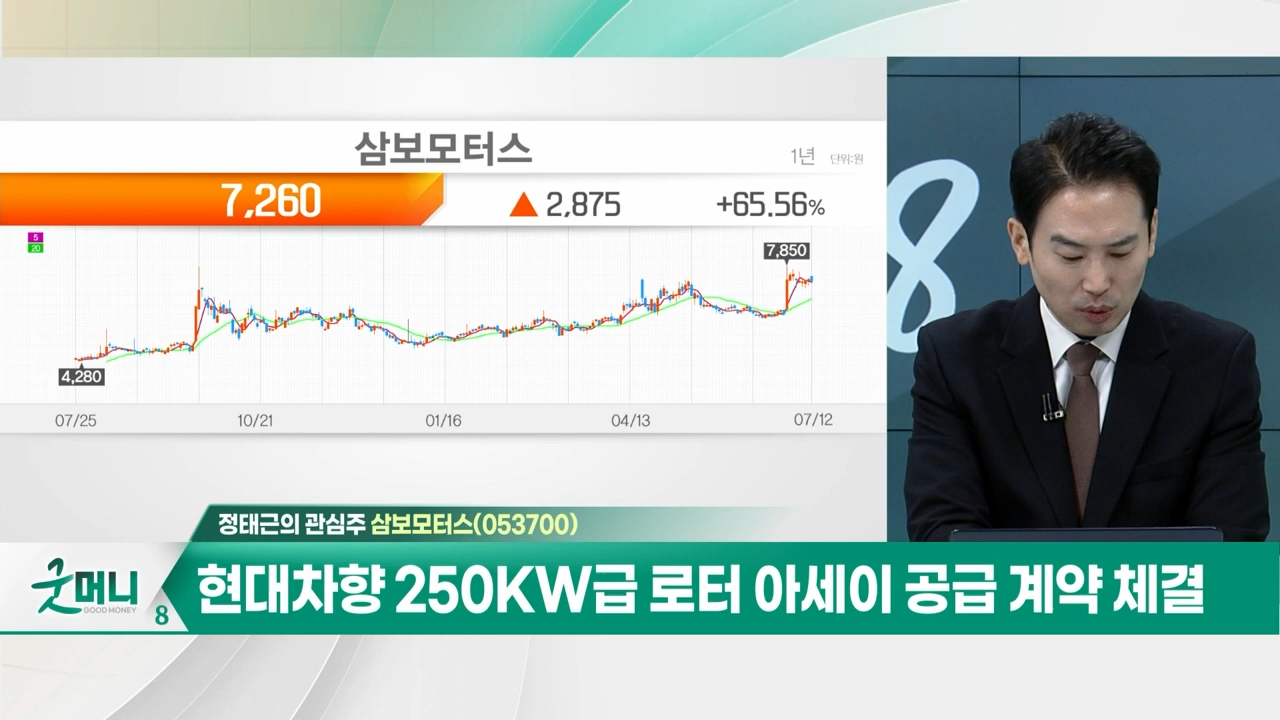 삼보모터스
1년 단위:원
7,260 ▲ 2,875 +65.56%
5
20
7,850
4,280
07/25 10/21 01/16 04/13 07/12
8
정태근의 관심주 삼보모터스(053700)
현대차향 250KW급 로터 아세이 공급 계약 체결
굿머니
GOOD MONEY
8